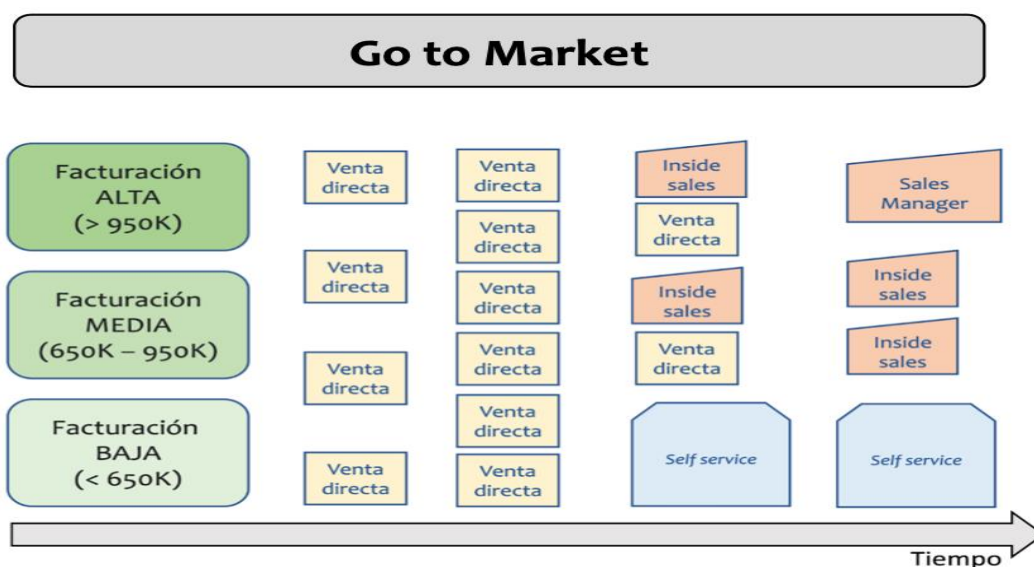 Go to Market
Facturación
ALTA
(> 950K)
Facturación
MEDIA
(650K – 950K)
Facturación
BAJA
(< 650K)
Venta
directa
Venta
directa
Venta
directa
Venta
directa
Venta
directa
Venta
directa
Venta
directa
Venta
directa
Venta
directa
Venta
directa
Inside
sales
Venta
directa
Inside
sales
Venta
directa
Self service
Sales
Manager
Inside
sales
Inside
sales
Self service
Tiempo